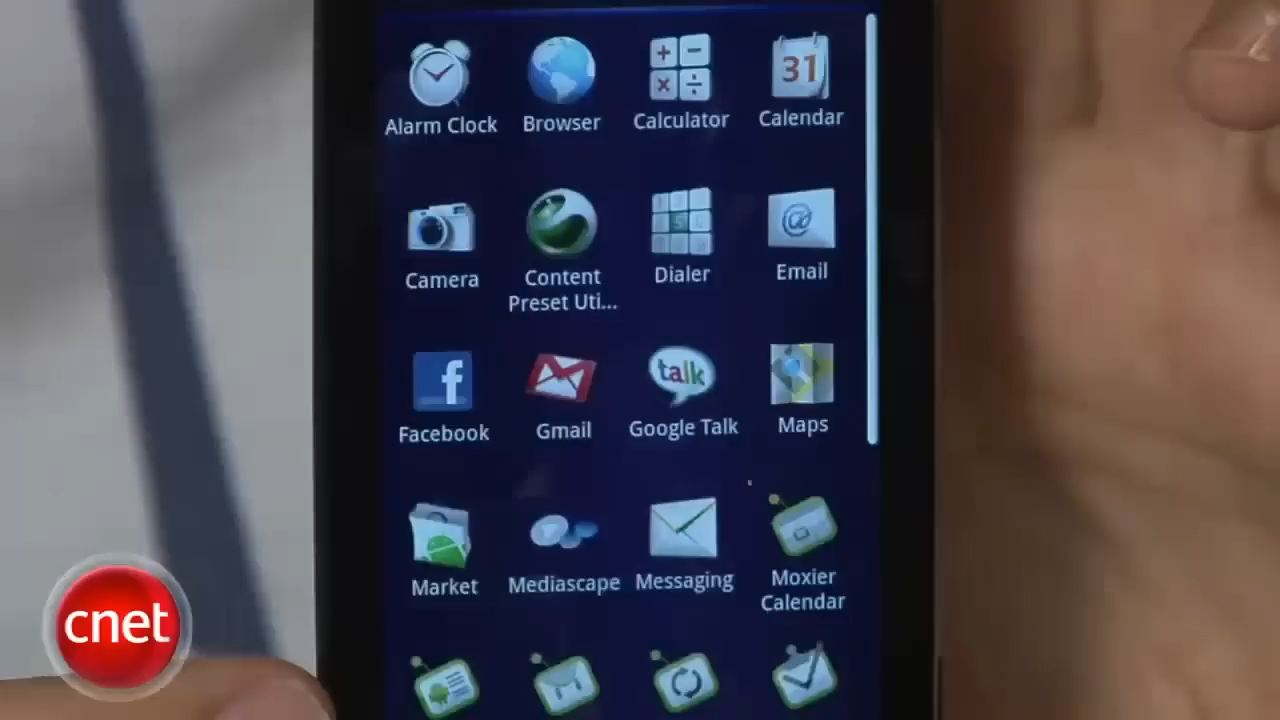 31
Alarm Clock
Browser
Calculator
Calendar
@
Camera
Content
Preset Uti...
Dialer
Email
f
talk
Facebook
Gmail
Google Talk
Maps
Market
Mediascape
Messaging
Moxier
Calendar
cnet